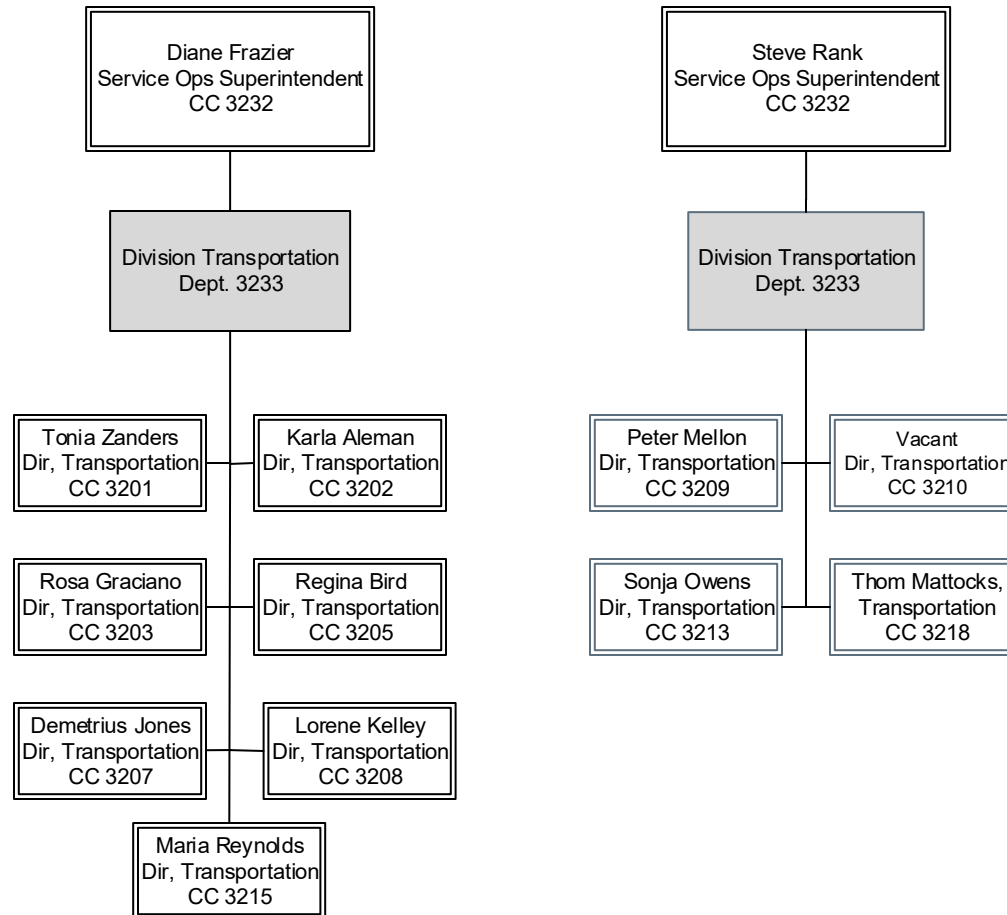 Diane Frazier
Service Ops Superintendent
CC 3232
Steve Rank
Service Ops Superintendent
CC 3232
Division Transportation
Dept. 3233
Division Transportation
Dept. 3233
Tonia Zanders
Dir, Transportation
CC 3201
Karla Aleman
Dir, Transportation
CC 3202
Peter Mellon
Dir, Transportation
CC 3209
Vacant
Dir, Transportation
CC 3210
Rosa Graciano
Dir, Transportation
CC 3203
Regina Bird
Dir, Transportation
CC 3205
Sonja Owens
Dir, Transportation
CC 3213
Thom Mattocks,
Transportation
CC 3218
Demetrius Jones
Dir, Transportation
CC 3207
Lorene Kelley
Dir, Transportation
CC 3208
Maria Reynolds
Dir, Transportation
CC 3215